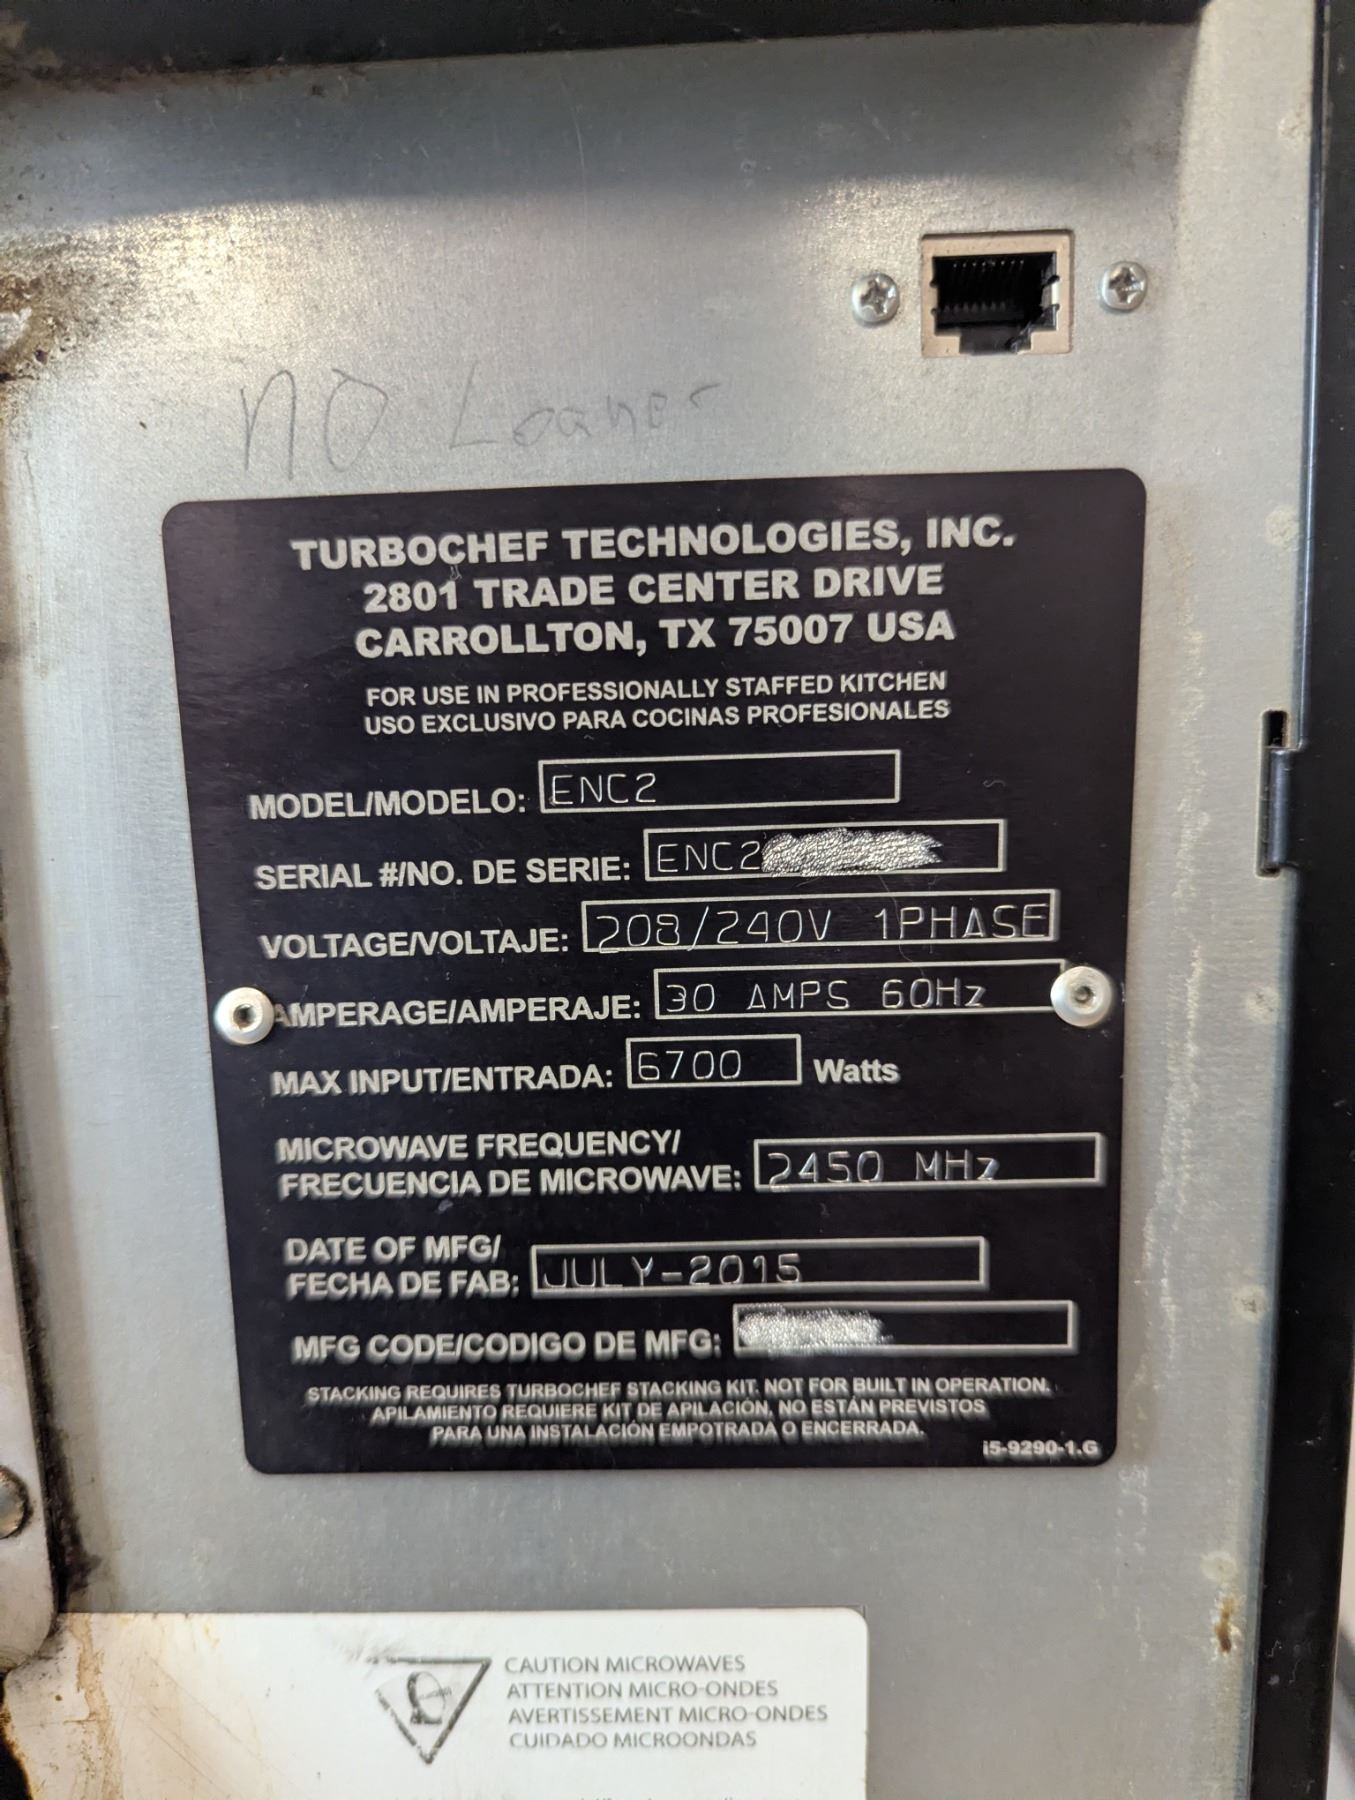 NO Loaner
TURBOCHEF TECHNOLOGIES, INC.
2801 TRADE CENTER DRIVE
CARROLLTON, TX 75007 USA
FOR USE IN PROFESSIONALLY STAFFED KITCHEN
USO EXCLUSIVO PARA COCINAS PROFESIONALES
MODEL/MODELO: ENC2
SERIAL #/NO. DE SERIE: ENC2
VOLTAGE/VOLTAJE: 208/240V 1PHASE
AMPERAGE/AMPERAJE: 30 AMPS 60Hz
MAX INPUT/ENTRADA: 6700 Watts
MICROWAVE FREQUENCY/
FRECUENCIA DE MICROWAVE: 2450 MHz
DATE OF MFG/
FECHA DE FAB: JULY-2015
MFG CODE/CODIGO DE MFG:
STACKING REQUIRES TURBOCHEF STACKING KIT. NOT FOR BUILT IN OPERATION.
APILAMIENTO REQUIERE KIT DE APILACIÓN, NO ESTÁN PREVISTOS
PARA UNA INSTALACIÓN EMPOTRADA O ENCERRADA.
i5-9290-1.G
CAUTION MICROWAVES
ATTENTION MICRO-ONDES
AVERTISSEMENT MICRO-ONDES
CUIDADO MICROONDAS